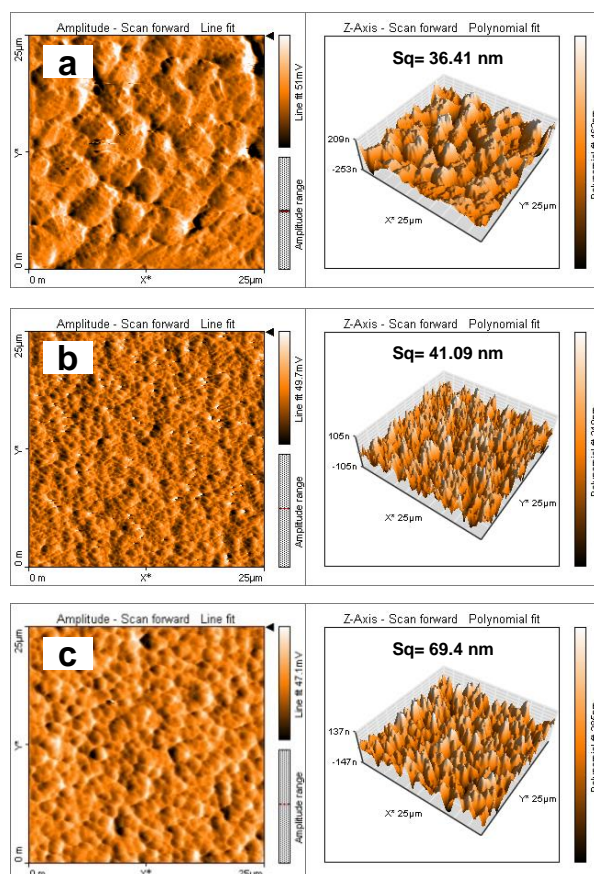 Amplitude - Scan forward Line fit
a
25µm
Y*
0 m
0 m X* 25µm
Line fit 51mV
Amplitude range
Z-Axis - Scan forward Polynomial fit
Sq= 36.41 nm
209n
-253n
X* 25µm
Y* 25µm
Amplitude - Scan forward Line fit
b
25µm
Y*
0 m
0 m X* 25µm
Line fit 49.7mV
Amplitude range
Z-Axis - Scan forward Polynomial fit
Sq= 41.09 nm
105n
-105n
X* 25µm
Y* 25µm
Amplitude - Scan forward Line fit
c
25µm
Y*
0 m
0 m X* 25µm
Line fit 47.1mV
Amplitude range
Z-Axis - Scan forward Polynomial fit
Sq= 69.4 nm
137n
-147n
X* 25µm
Y* 25µm